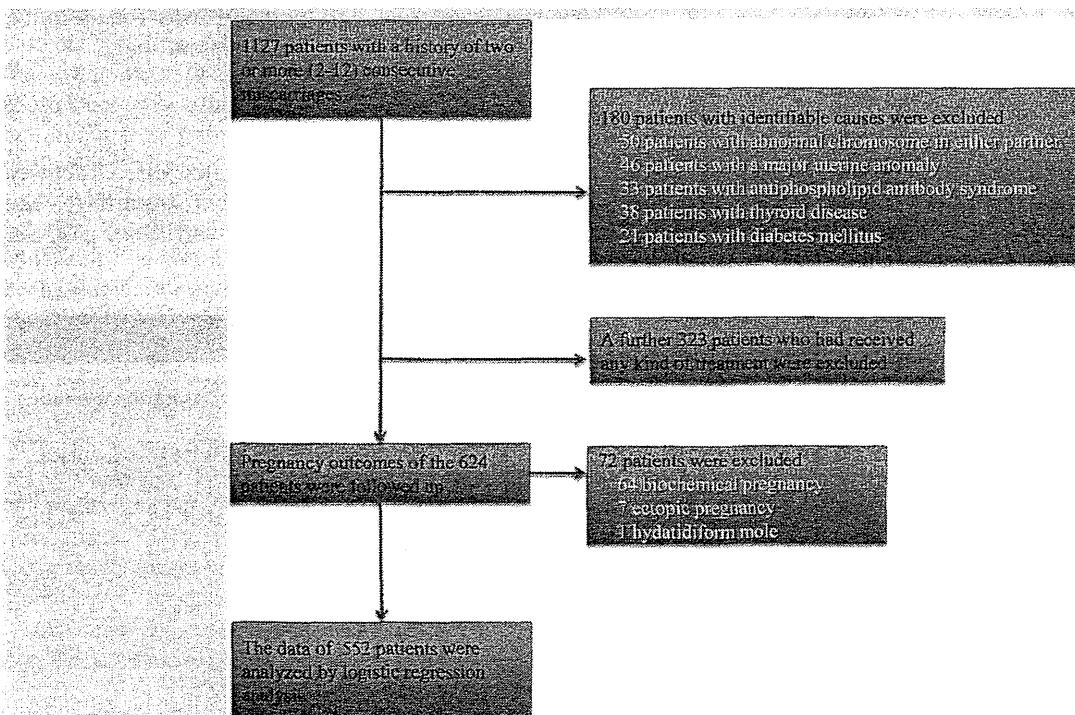 1127 patients with a history of two
or more (2-12) consecutive
miscarriages
180 patients with identifiable causes were excluded
50 patients with abnormal chromosome in either partner
46 patients with a major uterine anomaly
33 patients with antiphospholipid antibody syndrome
38 patients with thyroid disease
21 patients with diabetes mellitus
A further 323 patients who had received
any kind of treatment were excluded
Pregnancy outcomes of the 624
patients were followed up
72 patients were excluded
64 biochemical pregnancy
7 ectopic pregnancy
1 hydatidiform mole
The data of 552 patients were
analyzed by logistic regression
analysis